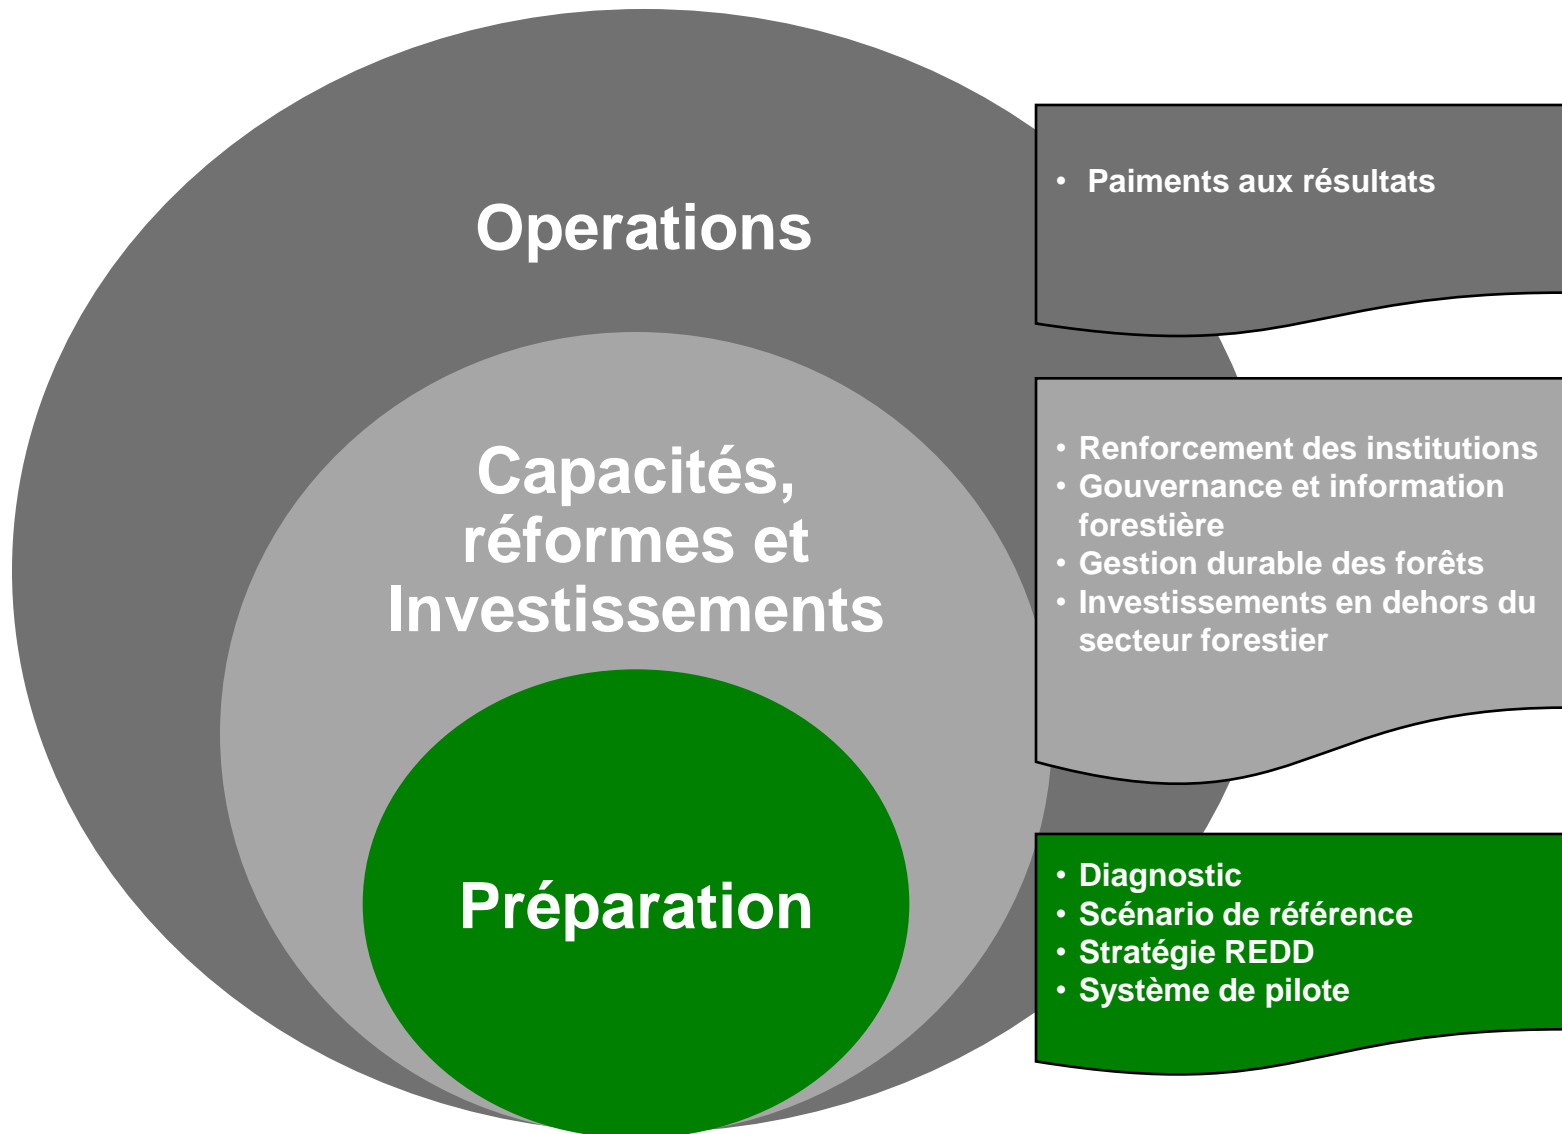 Operations
• Paiments aux résultats
Capacités,
réformes et
Investissements
• Renforcement des institutions
• Gouvernance et information
forestière
• Gestion durable des forêts
• Investissements en dehors du
secteur forestier
Préparation
• Diagnostic
• Scénario de référence
• Stratégie REDD
• Système de pilote